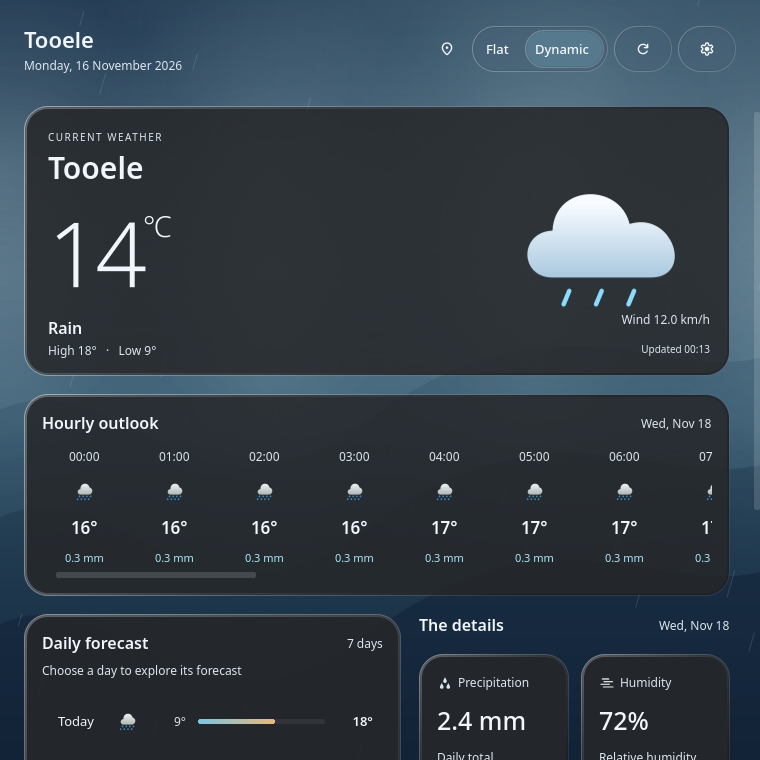 Tooele
Monday, 16 November 2026
Flat
Dynamic
CURRENT WEATHER
Tooele
14°C
Rain
High 18° · Low 9°
Wind 12.0 km/h
Updated 00:13
Hourly outlook
Wed, Nov 18
00:00 01:00 02:00 03:00 04:00 05:00 06:00 07
16° 16° 16° 16° 17° 17° 17°
0.3 mm 0.3 mm 0.3 mm 0.3 mm 0.3 mm 0.3 mm 0.3 mm 0.3
Daily forecast
7 days
Choose a day to explore its forecast
Today 9° 18°
The details
Wed, Nov 18
Precipitation
2.4 mm
Daily total
Humidity
72%
Relative humidity